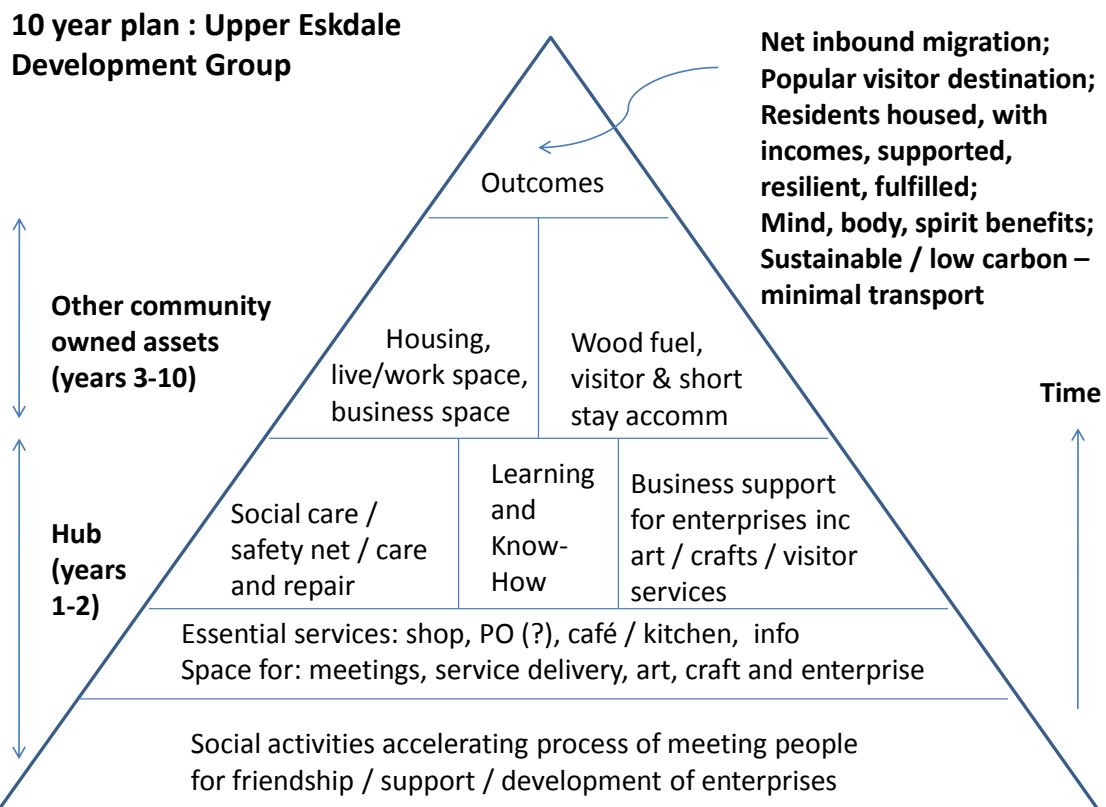 10 year plan : Upper Eskdale
Development Group
Net inbound migration;
Popular visitor destination;
Residents housed, with
incomes, supported,
resilient, fulfilled;
Mind, body, spirit benefits;
Sustainable / low carbon –
minimal transport
Outcomes
Other community
owned assets
(years 3-10)
Housing,
live/work space,
business space
Wood fuel,
visitor & short
stay accomm
Time
Hub
(years
1-2)
Social care /
safety net / care
and repair
Learning
and
Know-
How
Business support
for enterprises inc
art / crafts / visitor
services
Essential services: shop, PO (?), café / kitchen, info
Space for: meetings, service delivery, art, craft and enterprise
Social activities accelerating process of meeting people
for friendship / support / development of enterprises